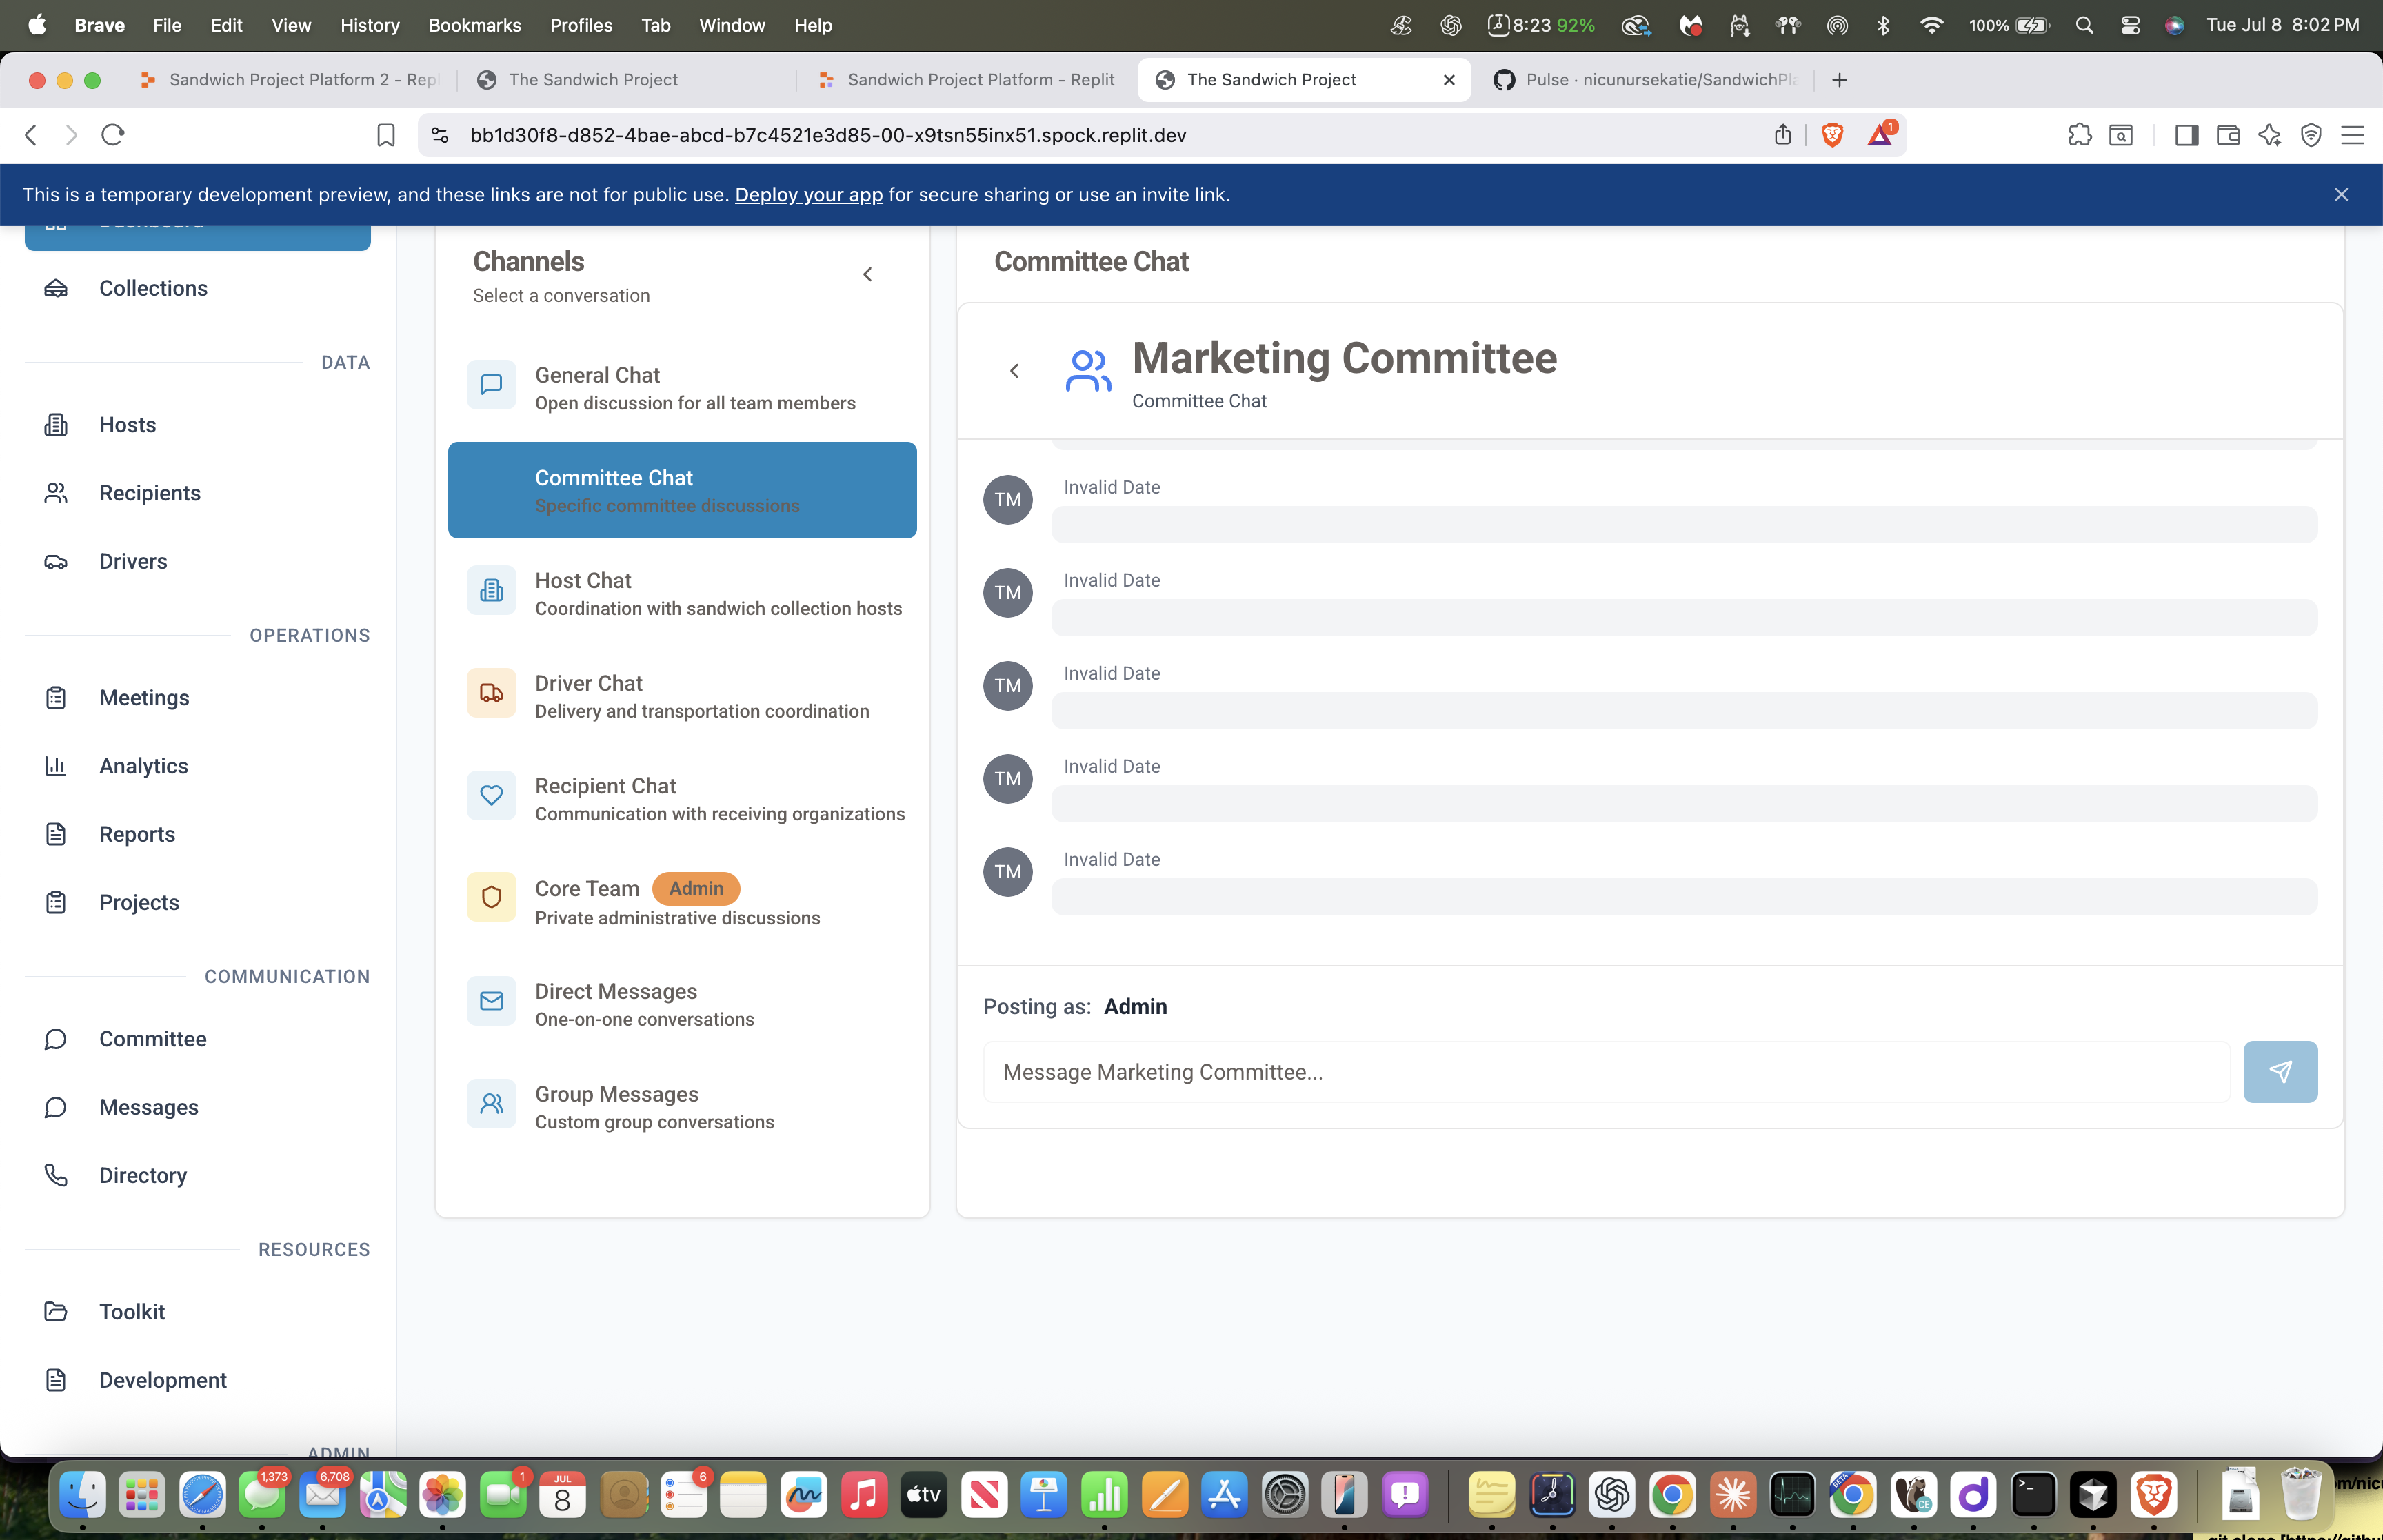 Brave File Edit View History Bookmarks Profiles Tab Window Help 8:23 92% 100% Tue Jul 8 8:02 PM
Sandwich Project Platform 2 - Repl The Sandwich Project Sandwich Project Platform - Replit The Sandwich Project Pulse · nicunursekatie/SandwichPla
bb1d30f8-d852-4bae-abcd-b7c4521e3d85-00-x9tsn55inx51.spock.replit.dev 1
This is a temporary development preview, and these links are not for public use. Deploy your app for secure sharing or use an invite link.
Dashboard
Collections
DATA
Hosts
Recipients
Drivers
OPERATIONS
Meetings
Analytics
Reports
Projects
COMMUNICATION
Committee
Messages
Directory
RESOURCES
Toolkit
Development
ADMIN
Channels
Select a conversation
General Chat
Open discussion for all team members
Committee Chat
Specific committee discussions
Host Chat
Coordination with sandwich collection hosts
Driver Chat
Delivery and transportation coordination
Recipient Chat
Communication with receiving organizations
Core Team Admin
Private administrative discussions
Direct Messages
One-on-one conversations
Group Messages
Custom group conversations
Committee Chat
Marketing Committee
Committee Chat
TM Invalid Date
TM Invalid Date
TM Invalid Date
TM Invalid Date
TM Invalid Date
Posting as: Admin
Message Marketing Committee...
1,373 6,708 1 JUL 8 6 tv BETA CE